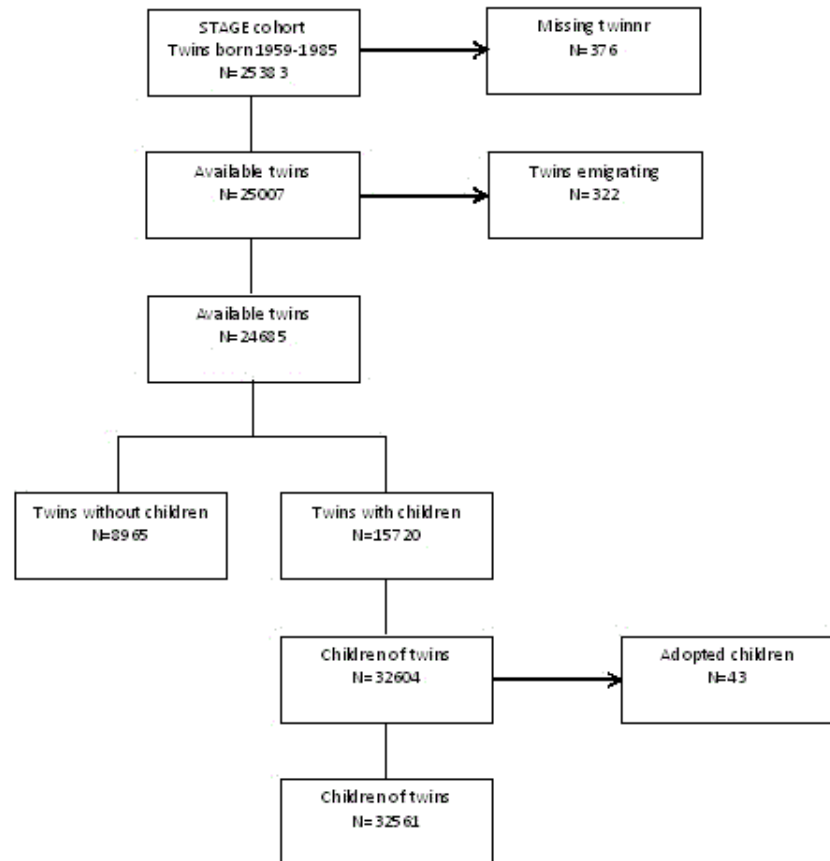 STAGE cohort
Twins born 1959-1985
N=25383
Missing twinnr
N=376
Available twins
N=25007
Twins emigrating
N=322
Available twins
N=24685
Twins without children
N=8965
Twins with children
N=15720
Children of twins
N=32604
Adopted children
N=43
Children of twins
N=32561